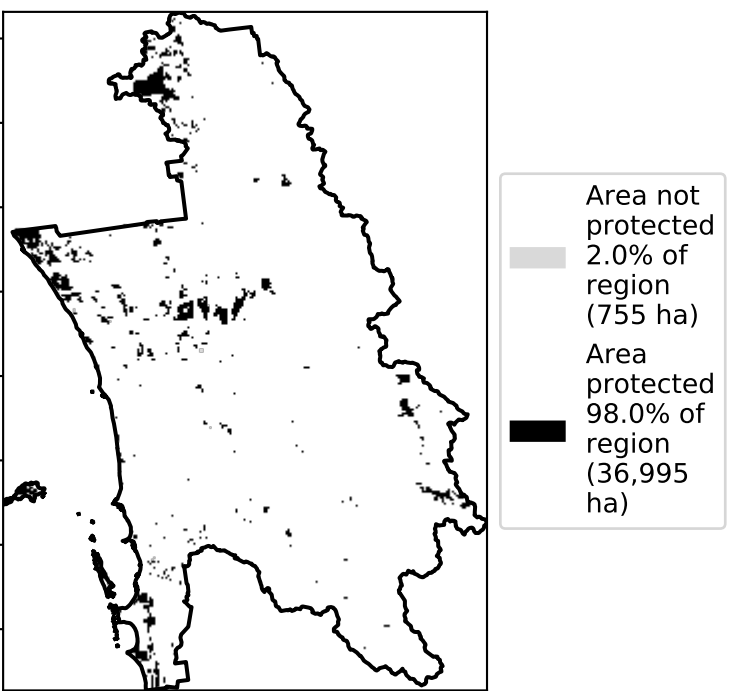 Area not
protected
2.0% of
region
(755 ha)
Area
protected
98.0% of
region
(36,995
ha)